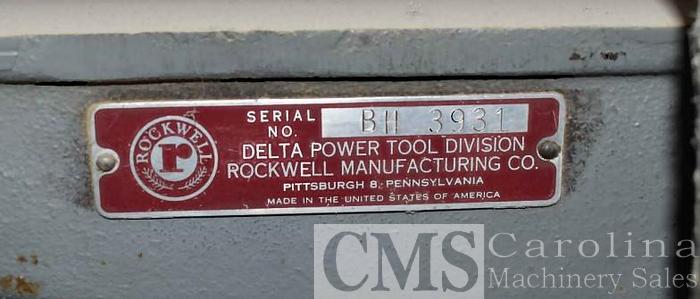 ROCKWELL
r
SERIAL
NO. BH 3931
DELTA POWER TOOL DIVISION
ROCKWELL MANUFACTURING CO.
PITTSBURGH 8, PENNSYLVANIA
MADE IN THE UNITED STATES OF AMERICA
CMS Carolina
Machinery Sales